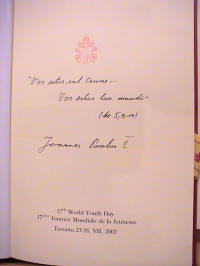 "Vos estis sal terrae...
Vos estis lux mundi"
(Mt 5, 13-14)
Joannes Paulus II
17th World Youth Day
17ème Journée Mondiale de la Jeunesse
Toronto 23-28, VII. 2002